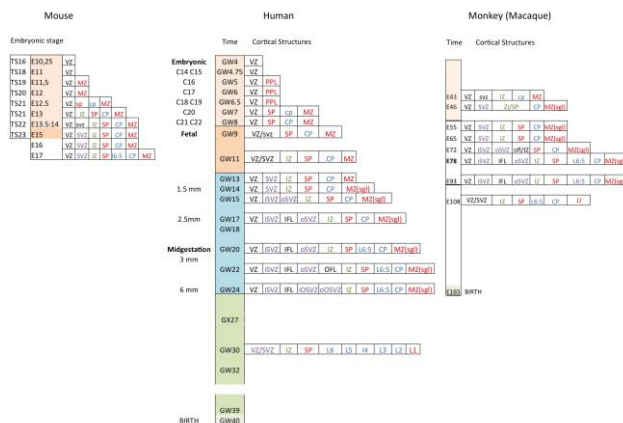 Mouse
Embryonic stage
TS16 E10,25 VZ
TS18 E11 VZ
TS19 E11,5 VZ MZ
TS20 E12 VZ MZ
TS21 E12.5 VZ sp cp MZ
TS21 E13 VZ IZ SP CP MZ
TS22 E13.5-14 VZ svz IZ SP CP MZ
TS23 E15 VZ SVZ IZ SP CP MZ
E16 VZ SVZ IZ SP CP MZ
E17 VZ SVZ IZ SP L6:5 CP MZ
Human
Time Cortical Structures
Embryonic GW4 VZ
C14 C15 GW4.75 VZ
C16 GW5 VZ PPL
C17 GW6 VZ PPL
C18 C19 GW6.5 VZ PPL
C20 GW7 VZ SP cp MZ
C21 C22 GW8 VZ SP CP MZ
Fetal GW9 VZ/svz SP CP MZ
GW11 VZ/SVZ IZ SP CP MZ
GW13 VZ SVZ IZ SP CP MZ
1.5 mm GW14 VZ SVZ IZ SP CP MZ(sgl)
GW15 VZ iSVZ oSVZ IZ SP CP MZ(sgl)
2.5mm GW17 VZ iSVZ IFL oSVZ IZ SP CP MZ(sgl)
GW18
Midgestation GW20 VZ iSVZ IFL oSVZ IZ SP L6:5 CP MZ(sgl)
3 mm
GW22 VZ iSVZ IFL oSVZ OFL IZ SP L6:5 CP MZ(sgl)
6 mm GW24 VZ iSVZ IFL iOSVZ oOSVZ IZ SP L6:5 CP MZ(sgl)
GX27
GW30 VZ/SVZ IZ SP L6 L5 l4 L3 L2 L1
GW32
GW39
BIRTH GW40
Monkey (Macaque)
Time Cortical Structures
E43 VZ svz IZ cp MZ
E46 VZ SVZ ZI/SP CP MZ(sgl)
E55 VZ SVZ IZ SP CP MZ(sgl)
E65 VZ SVZ IZ SP CP MZ(sgl)
E72 VZ iSVZ oSVZ ofl/IZ SP CP MZ(sgl)
E78 VZ iSVZ IFL oSVZ IZ SP L6:5 CP MZ(sgl)
E93 VZ iSVZ IFL oSVZ IZ SP L6:5 CP MZ(sgl)
E108 VZ/SVZ IZ SP L6:5 CP LI
E165 BIRTH